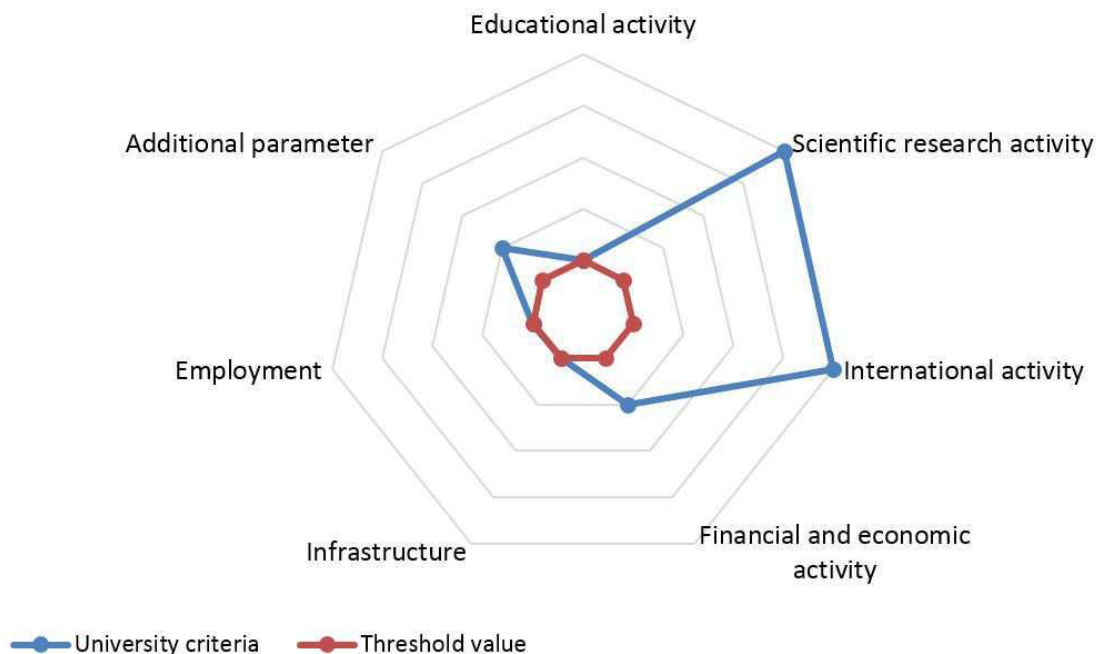 Educational activity
Additional parameter
Scientific research activity
Employment
International activity
Infrastructure
Financial and economic
activity
University criteria
Threshold value